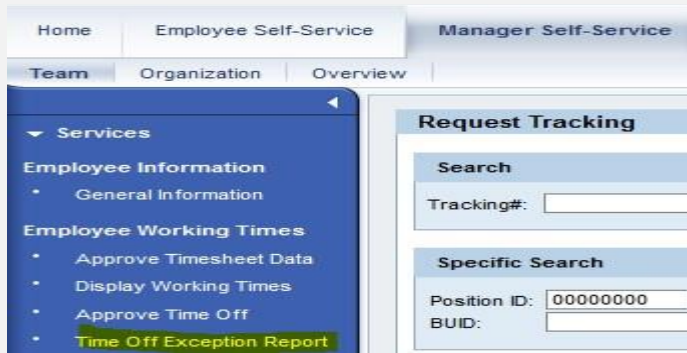 Home Employee Self-Service Manager Self-Service
Team Organization Overview
Services
Employee Information
General Information
Employee Working Times
Approve Timesheet Data
Display Working Times
Approve Time Off
Time Off Exception Report
Request Tracking
Search
Tracking#:
Specific Search
Position ID: 00000000
BUID: